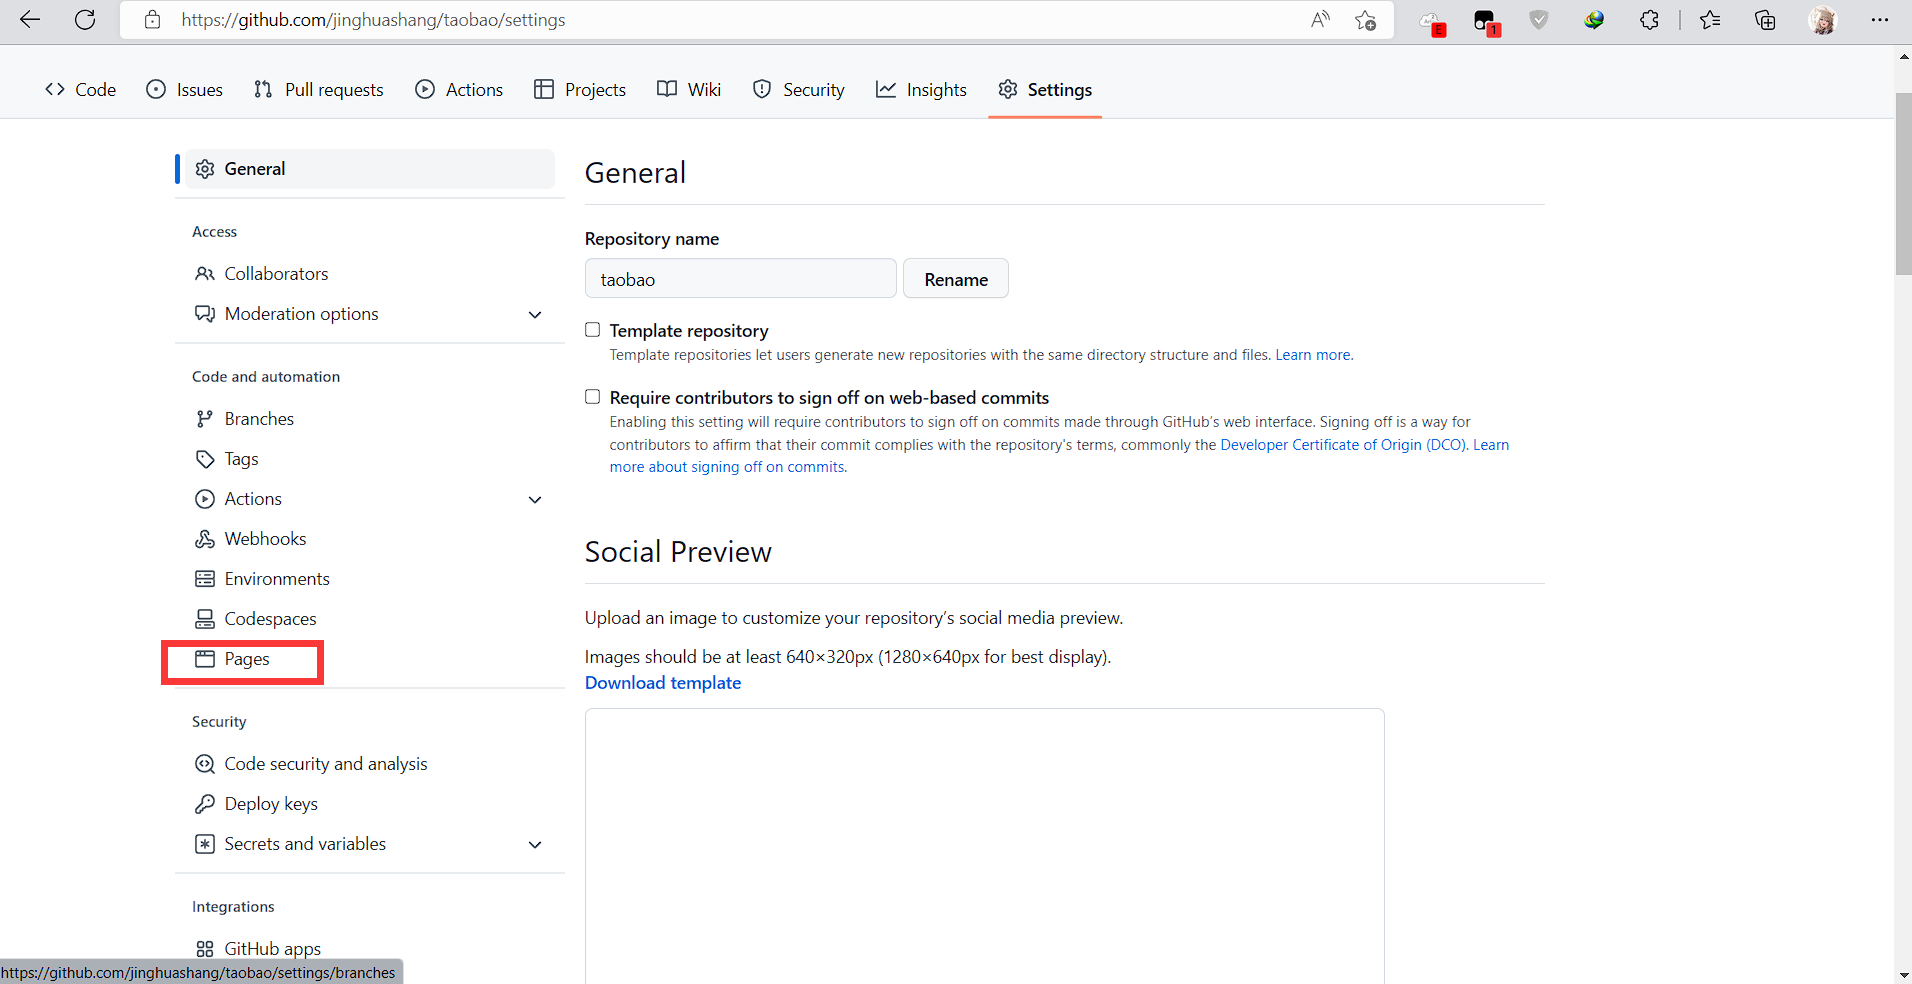 https://github.com/jinghuashang/taobao/settings
E
1
Code
Issues
Pull requests
Actions
Projects
Wiki
Security
Insights
Settings
General
Access
Collaborators
Moderation options
Code and automation
Branches
Tags
Actions
Webhooks
Environments
Codespaces
Pages
Security
Code security and analysis
Deploy keys
Secrets and variables
Integrations
GitHub apps
https://github.com/jinghuashang/taobao/settings/branches
General
Repository name
taobao
Rename
Template repository
Template repositories let users generate new repositories with the same directory structure and files. Learn more.
Require contributors to sign off on web-based commits
Enabling this setting will require contributors to sign off on commits made through GitHub's web interface. Signing off is a way for
contributors to affirm that their commit complies with the repository's terms, commonly the Developer Certificate of Origin (DCO). Learn
more about signing off on commits.
Social Preview
Upload an image to customize your repository's social media preview.
Images should be at least 640×320px (1280×640px for best display).
Download template